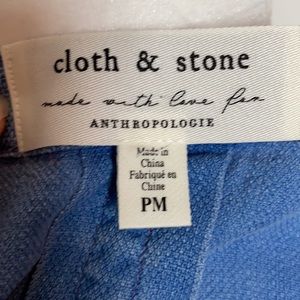 cloth & stone
made with love for
ANTHROPOLOGIE
Made in
China
Fabriqué en
Chine
PM